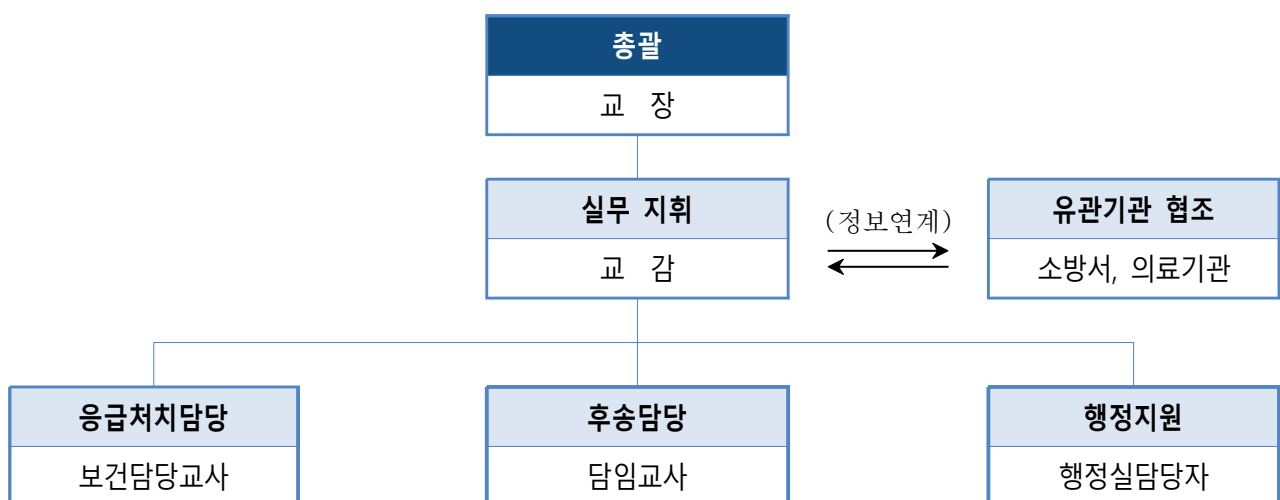 총괄
교 장
실무 지휘
교 감
(정보연계)
유관기관 협조
소방서, 의료기관
응급처치담당
보건담당교사
후송담당
담임교사
행정지원
행정실담당자